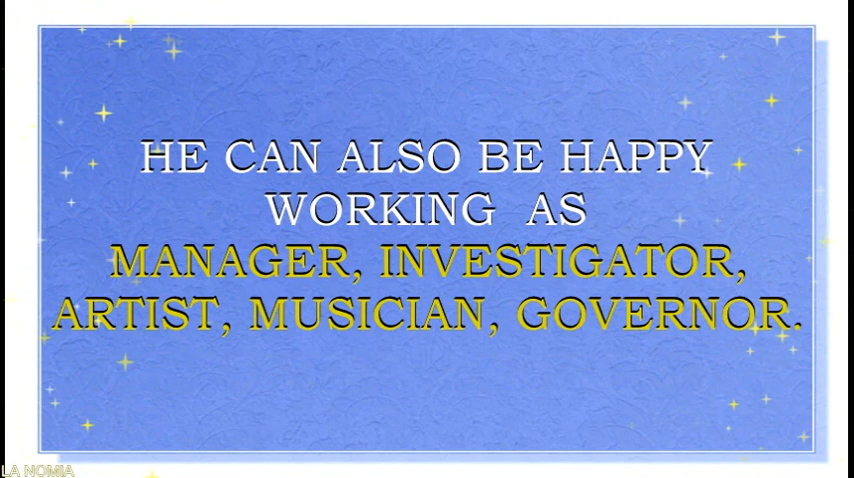 HE CAN ALSO BE HAPPY
WORKING AS
MANAGER, INVESTIGATOR,
ARTIST, MUSICIAN, GOVERNOR.
LA NOMIA